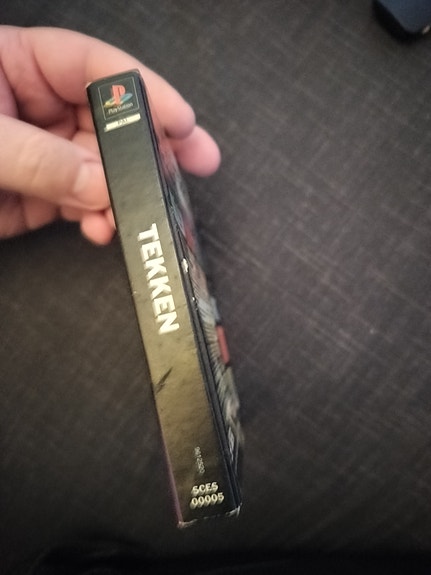 PlayStation
TEKKEN
SCES
00005